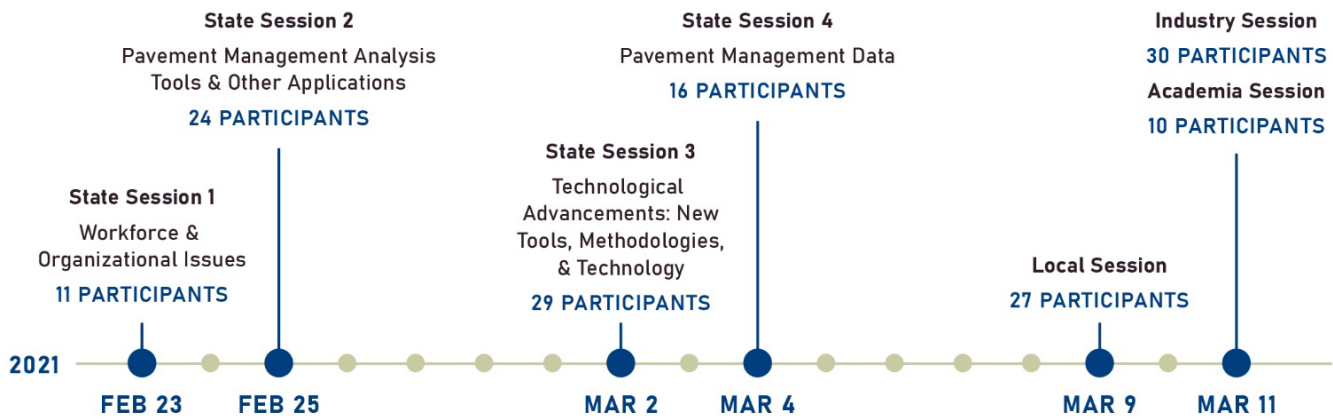 State Session 2
Pavement Management Analysis
Tools & Other Applications
24 PARTICIPANTS
State Session 4
Pavement Management Data
16 PARTICIPANTS
Industry Session
30 PARTICIPANTS
Academia Session
10 PARTICIPANTS
State Session 1
Workforce &
Organizational Issues
11 PARTICIPANTS
State Session 3
Technological
Advancements: New
Tools, Methodologies,
& Technology
29 PARTICIPANTS
Local Session
27 PARTICIPANTS
2021
FEB 23
FEB 25
MAR 2
MAR 4
MAR 9
MAR 11